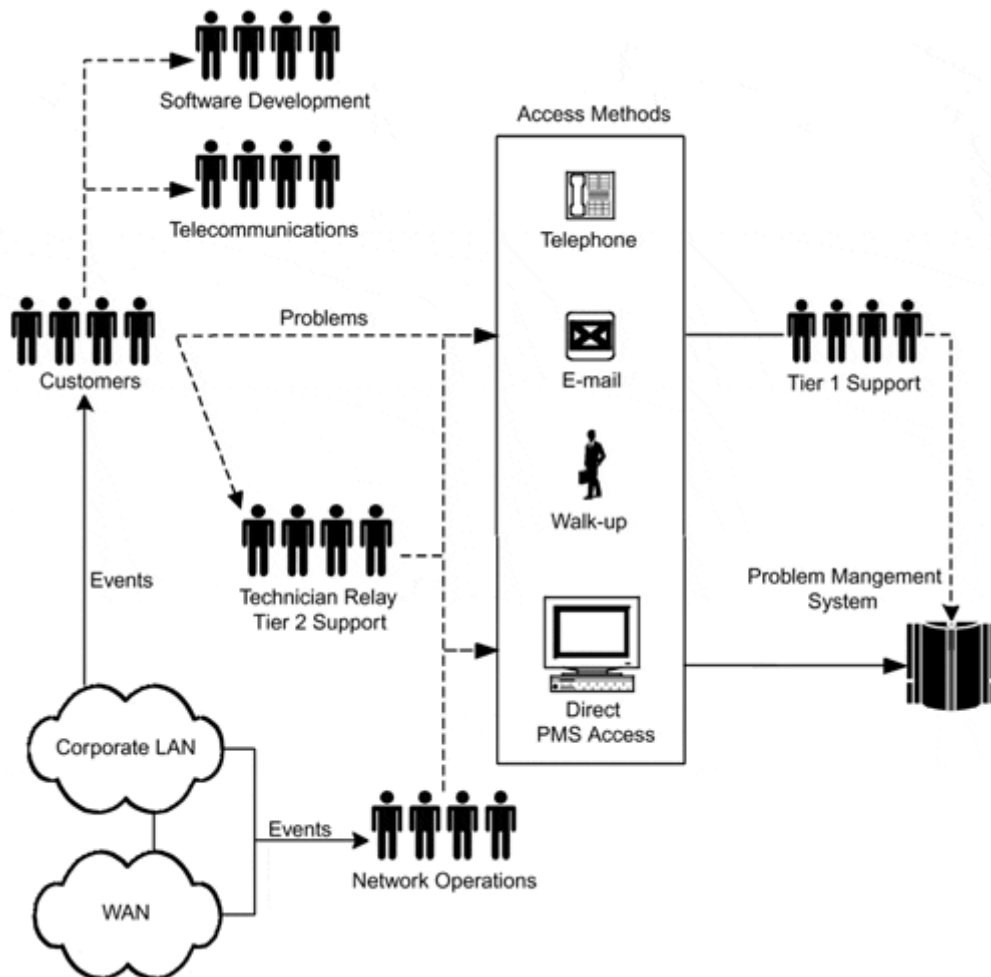 Software Development
Access Methods
Telecommunications
Telephone
Problems
Customers
E-mail
Tier 1 Support
Walk-up
Events
Technician Relay
Tier 2 Support
Problem Mangement
System
Direct
PMS Access
Corporate LAN
Events
Network Operations
WAN